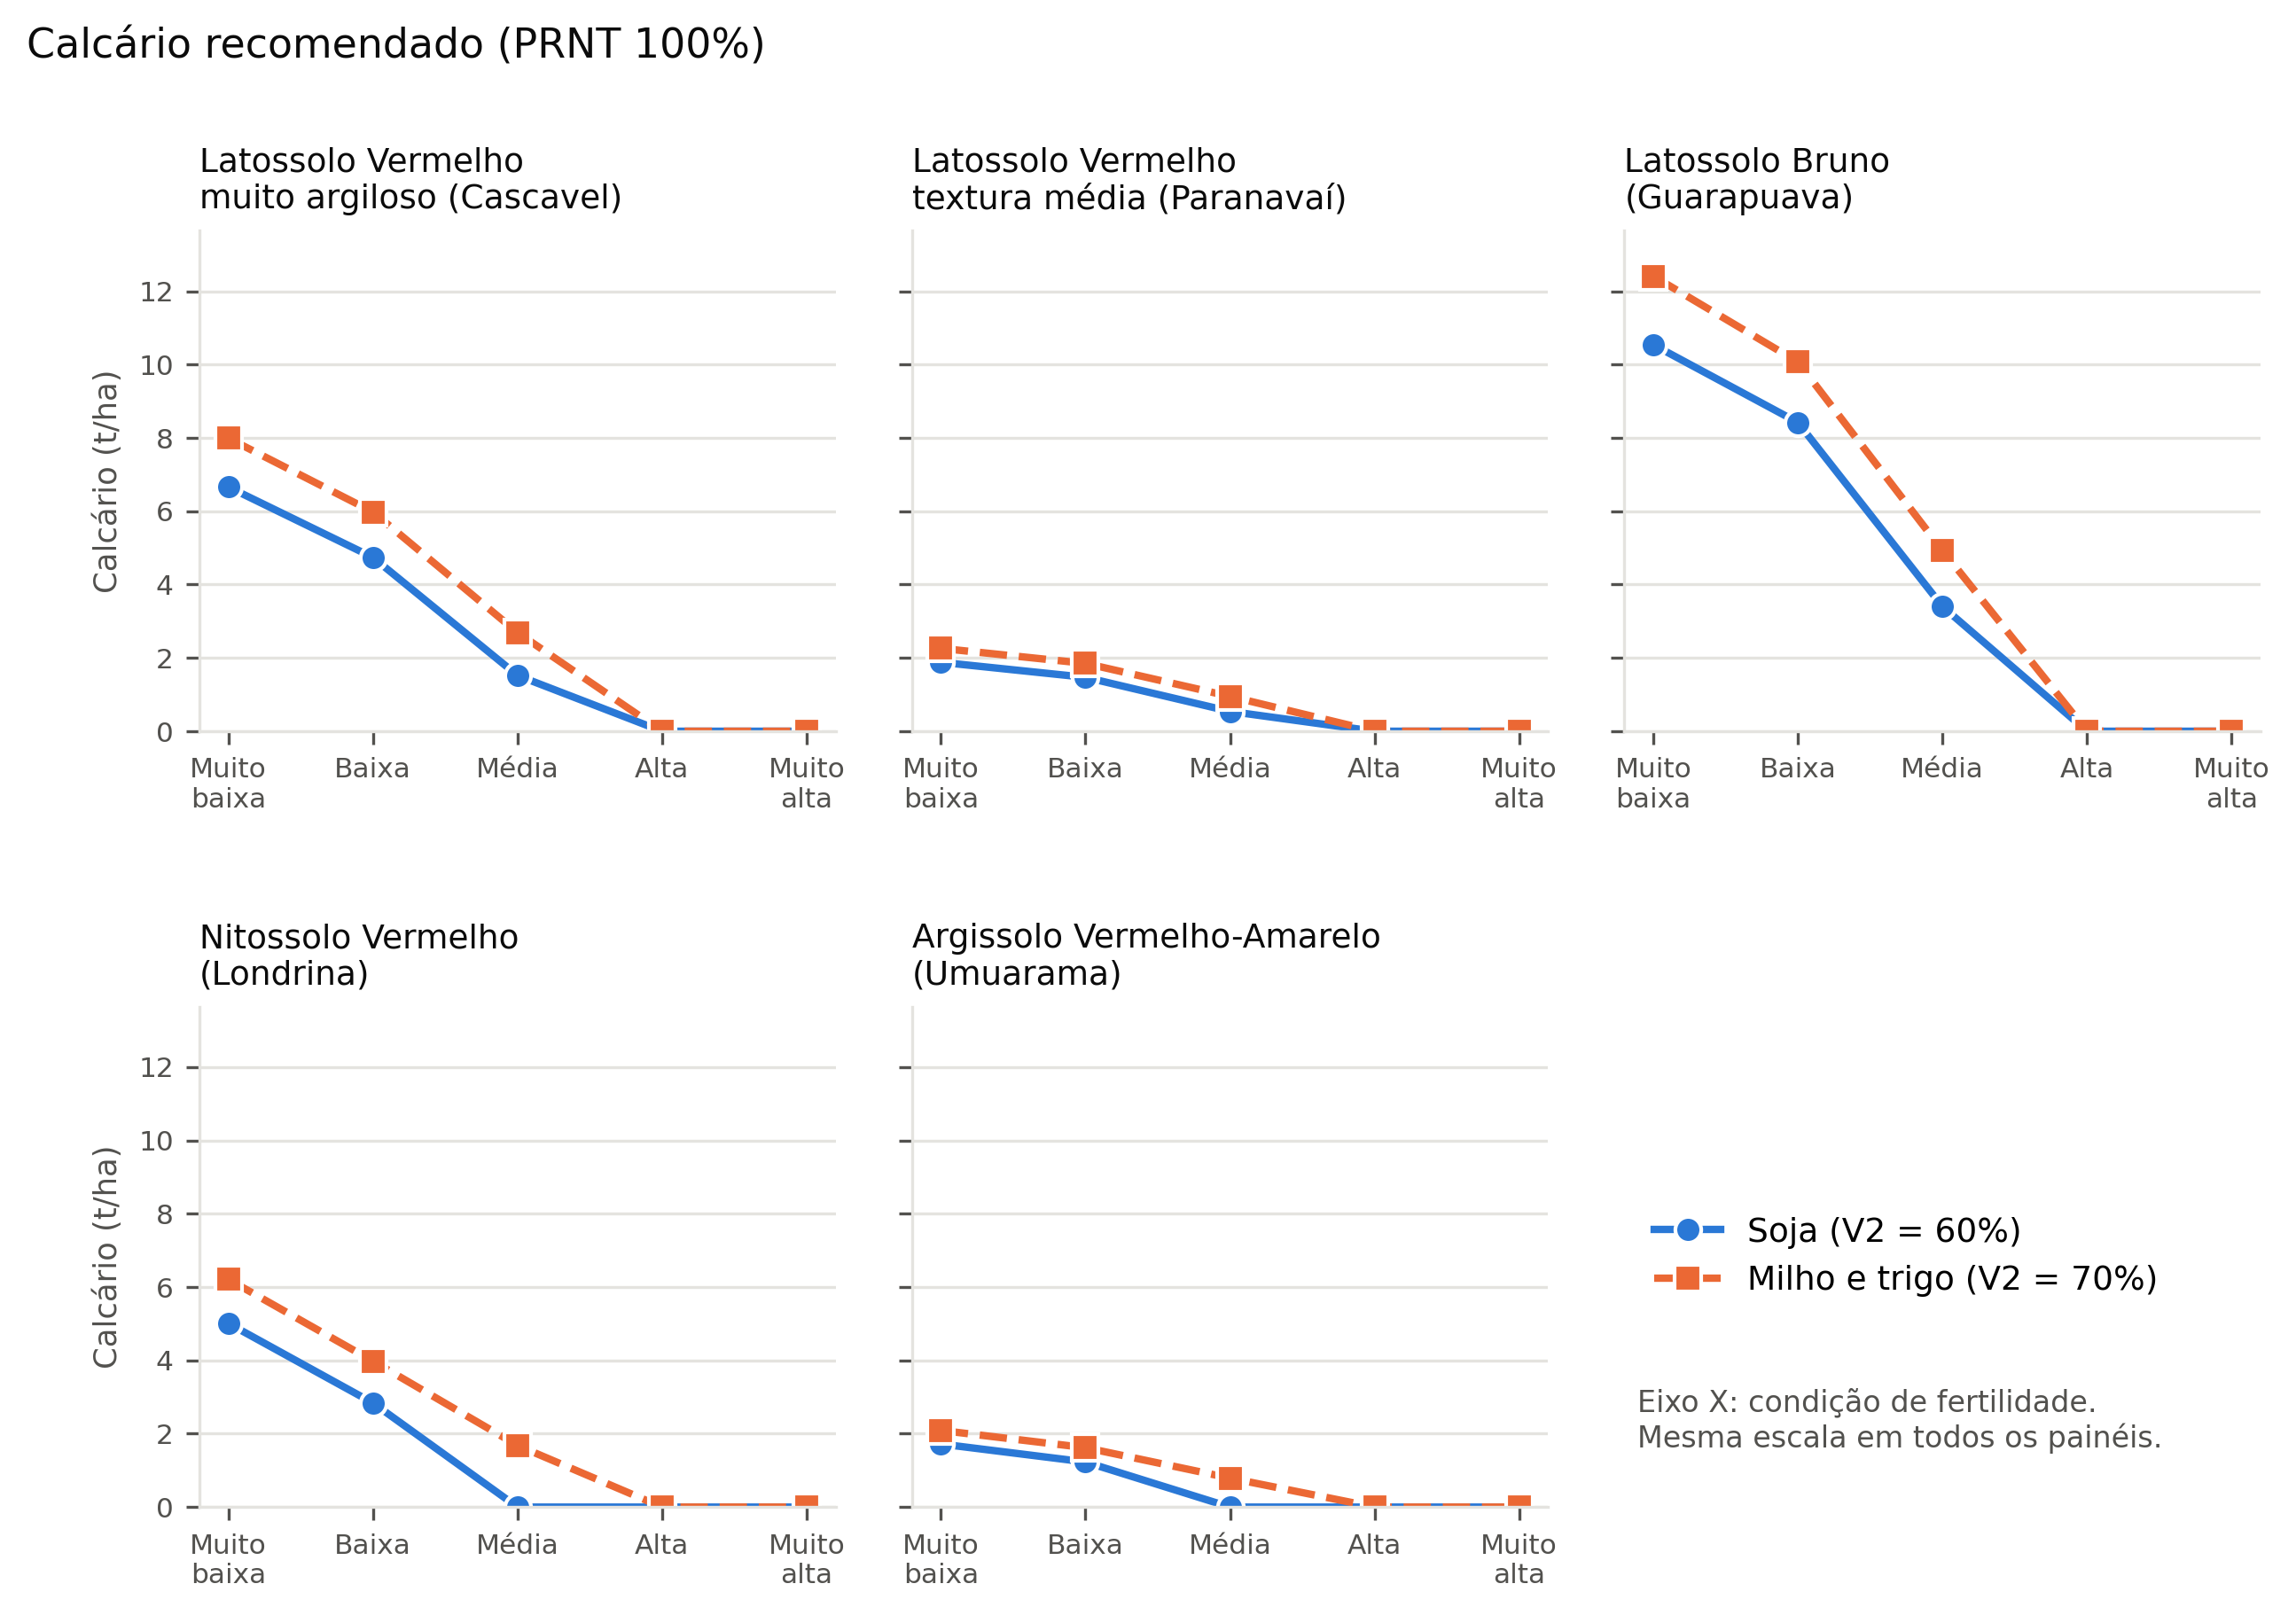 Calcário recomendado (PRNT 100%)
Latossolo Vermelho
muito argiloso (Cascavel)
Latossolo Vermelho
textura média (Paranavaí)
Latossolo Bruno
(Guarapuava)
Calcário (t/ha)
12
10
8
6
4
2
0
Muito baixa Baixa Média Alta Muito alta
Muito baixa Baixa Média Alta Muito alta
Muito baixa Baixa Média Alta Muito alta
Nitossolo Vermelho
(Londrina)
Argissolo Vermelho-Amarelo
(Umuarama)
Calcário (t/ha)
12
10
8
6
4
2
0
Muito baixa Baixa Média Alta Muito alta
Muito baixa Baixa Média Alta Muito alta
Soja (V2 = 60%)
Milho e trigo (V2 = 70%)
Eixo X: condição de fertilidade.
Mesma escala em todos os painéis.